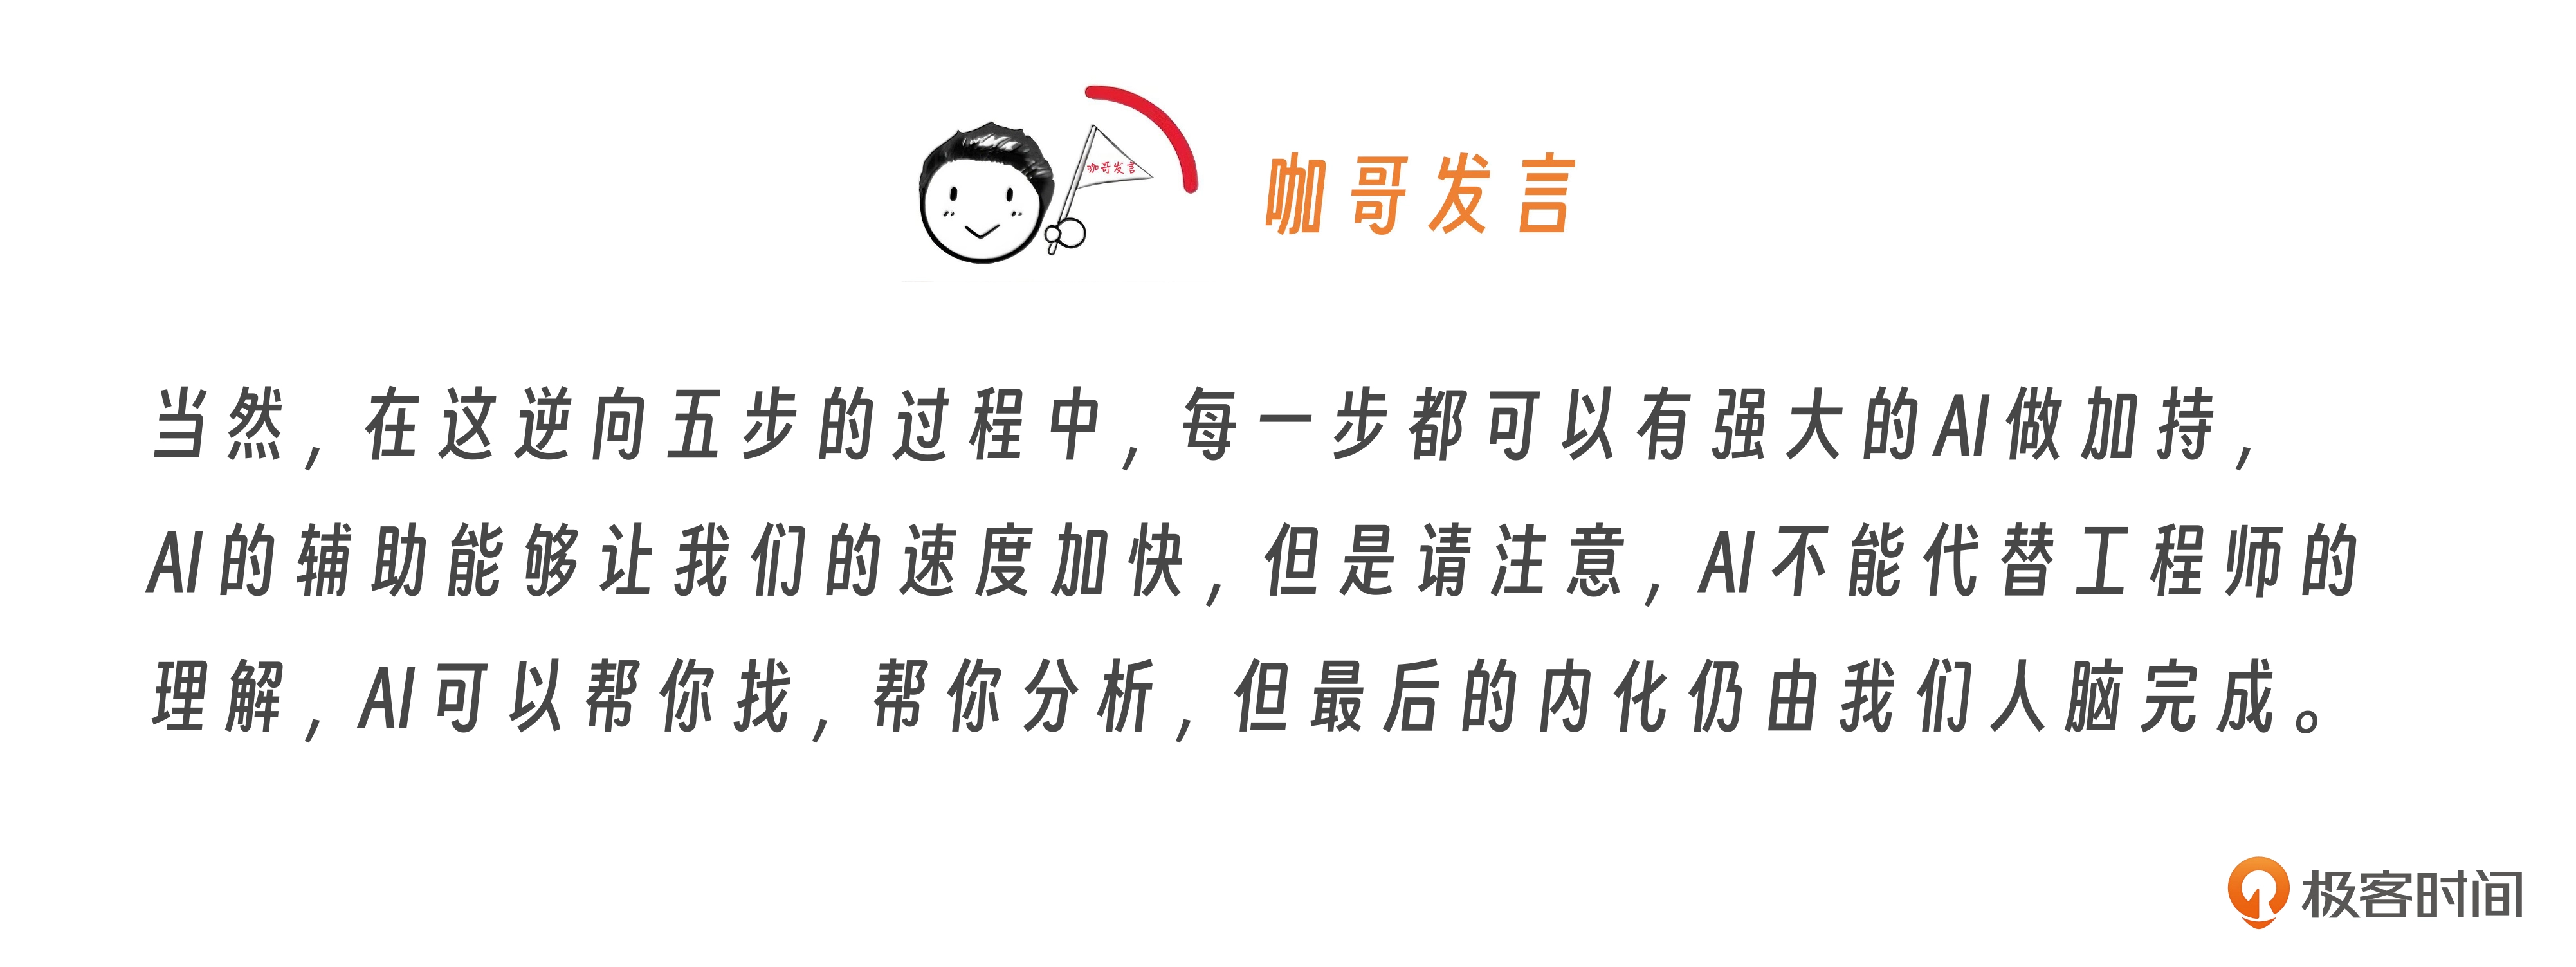 咖哥发言
咖哥发言
当然，在这逆向五步的过程中，每一步都可以有强大的AI做加持，
AI的辅助能够让我们的速度加快，但是请注意，AI不能代替工程师的
理解，AI可以帮你找，帮你分析，但最后的内化仍由我们人脑完成。
极客时间